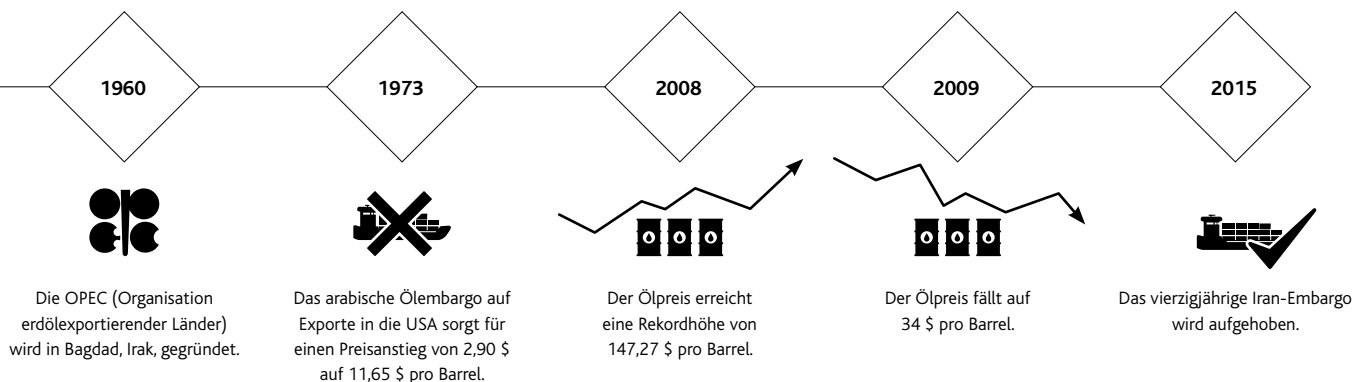 1960
Die OPEC (Organisation
erdölexportierender Länder)
wird in Bagdad, Irak, gegründet.
1973
Das arabische Ölembargo auf
Exporte in die USA sorgt für
einen Preisanstieg von 2,90 $
auf 11,65 $ pro Barrel.
2008
Der Ölpreis erreicht
eine Rekordhöhe von
147,27 $ pro Barrel.
2009
Der Ölpreis fällt auf
34 $ pro Barrel.
2015
Das vierzigjährige Iran-Embargo
wird aufgehoben.